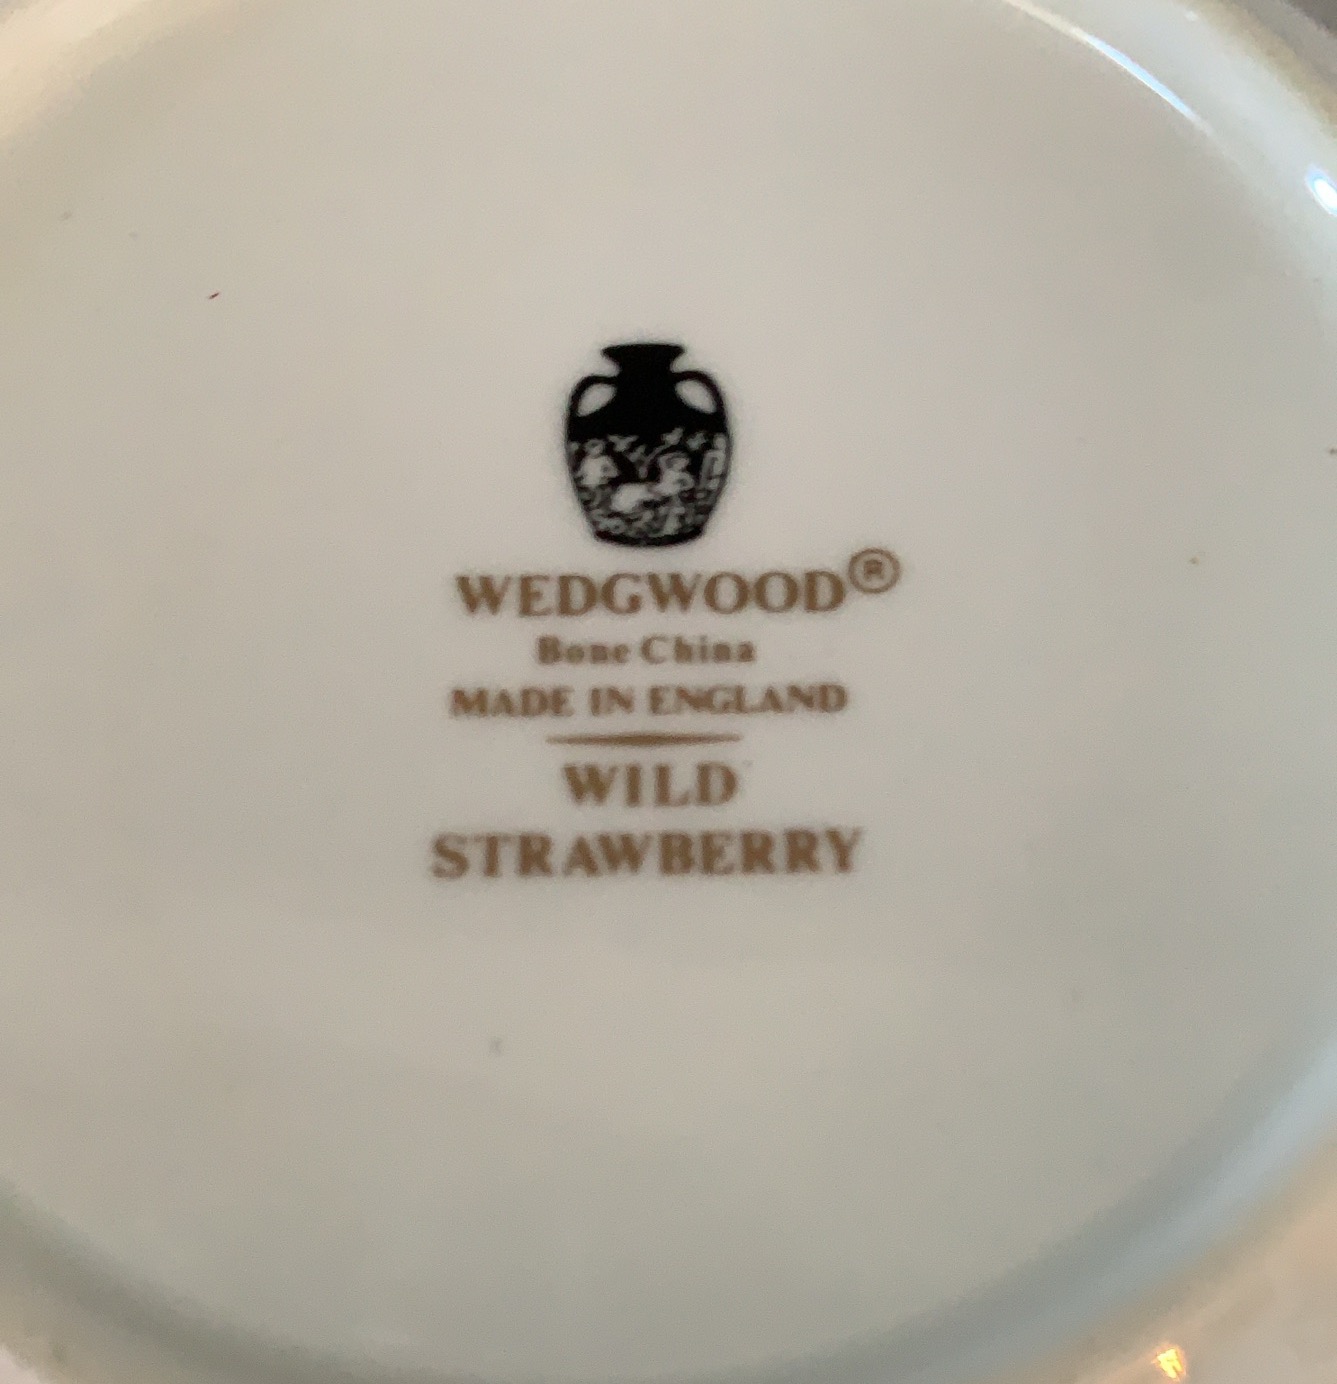 WEDGWOOD®
Bone China
MADE IN ENGLAND
WILD
STRAWBERRY